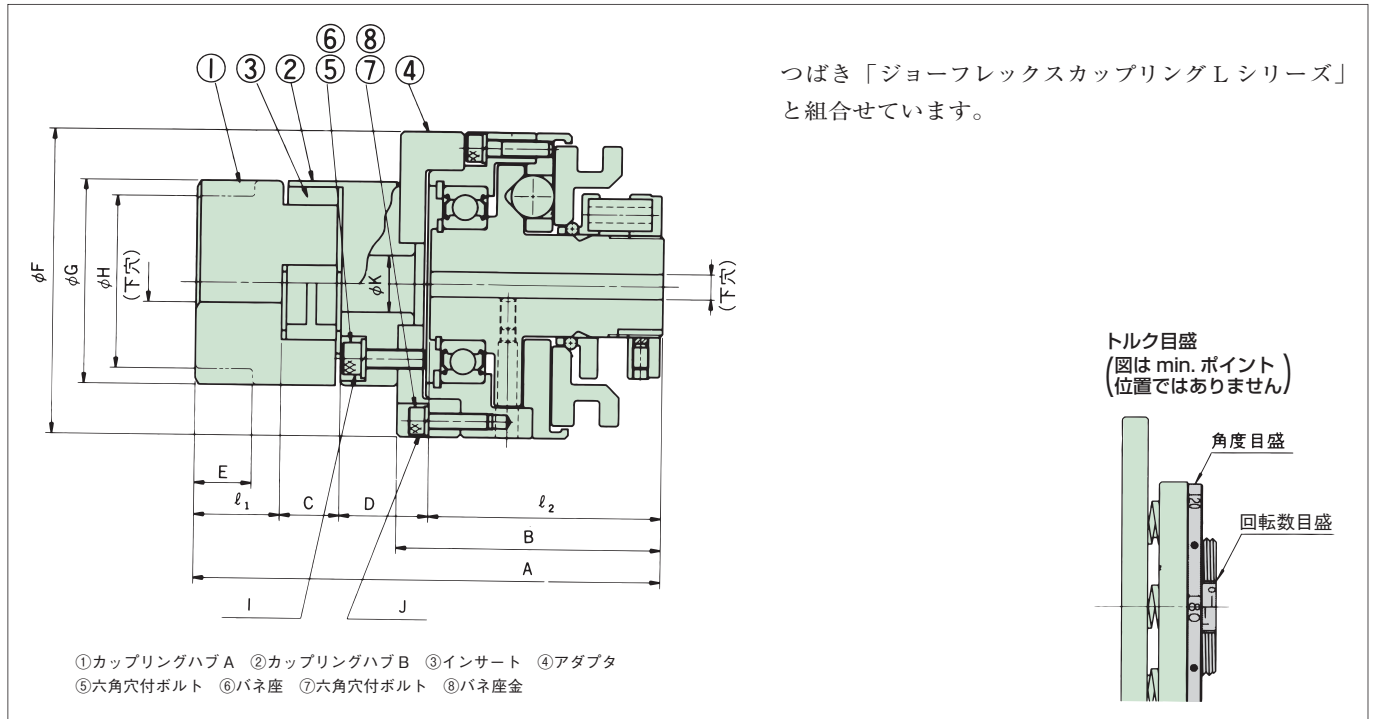 ⑥ ⑧
① ③ ② ⑤ ⑦ ④
つばき「ジョーフレックスカップリング L シリーズ」
と組合せています。
φF
φG
φH
(下穴)
φK
(下穴)
E
ℓ1
C
D
ℓ2
B
A
I
J
トルク目盛
(図は min. ポイント
位置ではありません)
角度目盛
120
回転数目盛
0
180
①カップリングハブ A ②カップリングハブ B ③インサート ④アダプタ
⑤六角穴付ボルト ⑥バネ座 ⑦六角穴付ボルト ⑧バネ座金